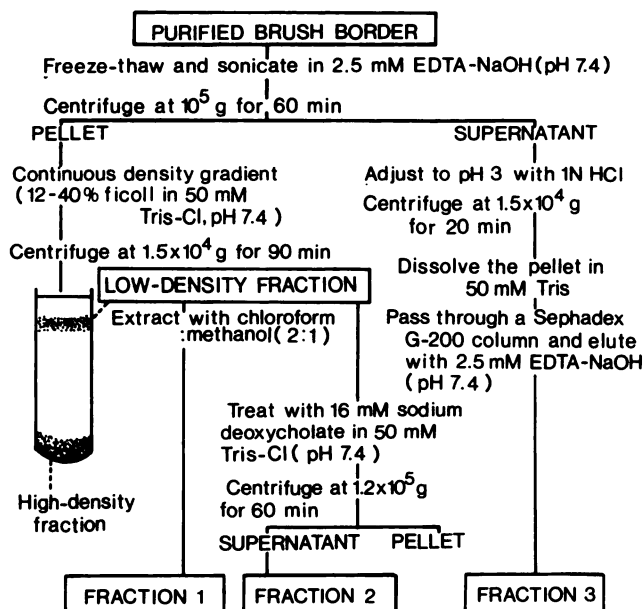 PURIFIED BRUSH BORDER
Freeze-thaw and sonicate in 2.5 mM EDTA-NaOH(pH 7.4)
Centrifuge at 10⁵ g for 60 min
PELLET
Continuous density gradient
(12-40% ficoll in 50 mM
Tris-Cl, pH 7.4)
Centrifuge at 1.5x10⁴ g for 90 min
LOW-DENSITY FRACTION
Extract with chloroform
:methanol(2:1)
Treat with 16 mM sodium
deoxycholate in 50 mM
Tris-Cl(pH 7.4)
Centrifuge at 1.2x10⁵g
for 60 min
High-density
fraction
SUPERNATANT PELLET
SUPERNATANT
Adjust to pH 3 with 1N HCl
Centrifuge at 1.5x10⁴ g
for 20 min
Dissolve the pellet in
50 mM Tris
Pass through a Sephadex
G-200 column and elute
with 2.5 mM EDTA-NaOH
(pH 7.4)
FRACTION 1
FRACTION 2
FRACTION 3